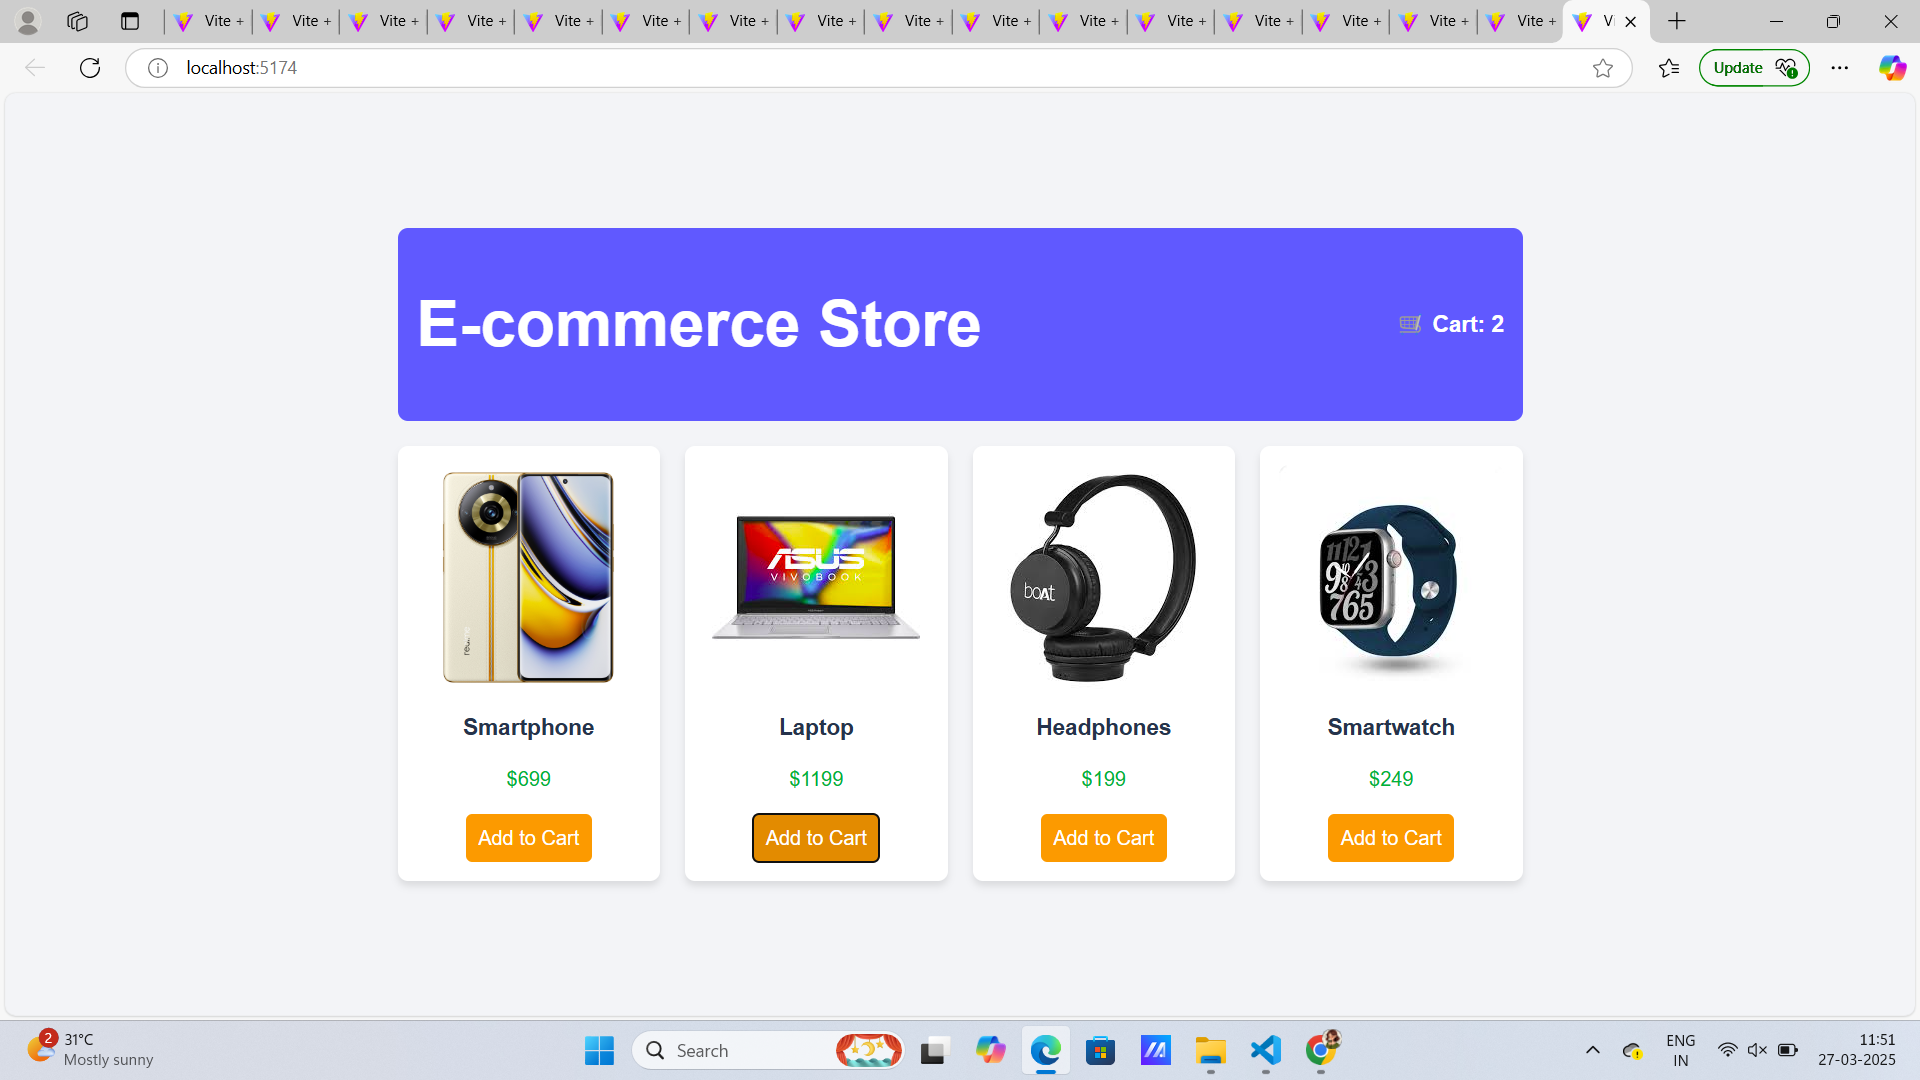 Vite + Vite + Vite + Vite + Vite + Vite + Vite + Vite + Vite + Vite + Vite + Vite + Vite + Vite + Vite + Vite + Vi
localhost:5174
Update
E-commerce Store
Cart: 2
ASUS
VIVOBOOK
boAt
Smartphone
Laptop
Headphones
Smartwatch
$699
$1199
$199
$249
Add to Cart
Add to Cart
Add to Cart
Add to Cart
2
31°C
Mostly sunny
Search
ENG
IN
11:51
27-03-2025